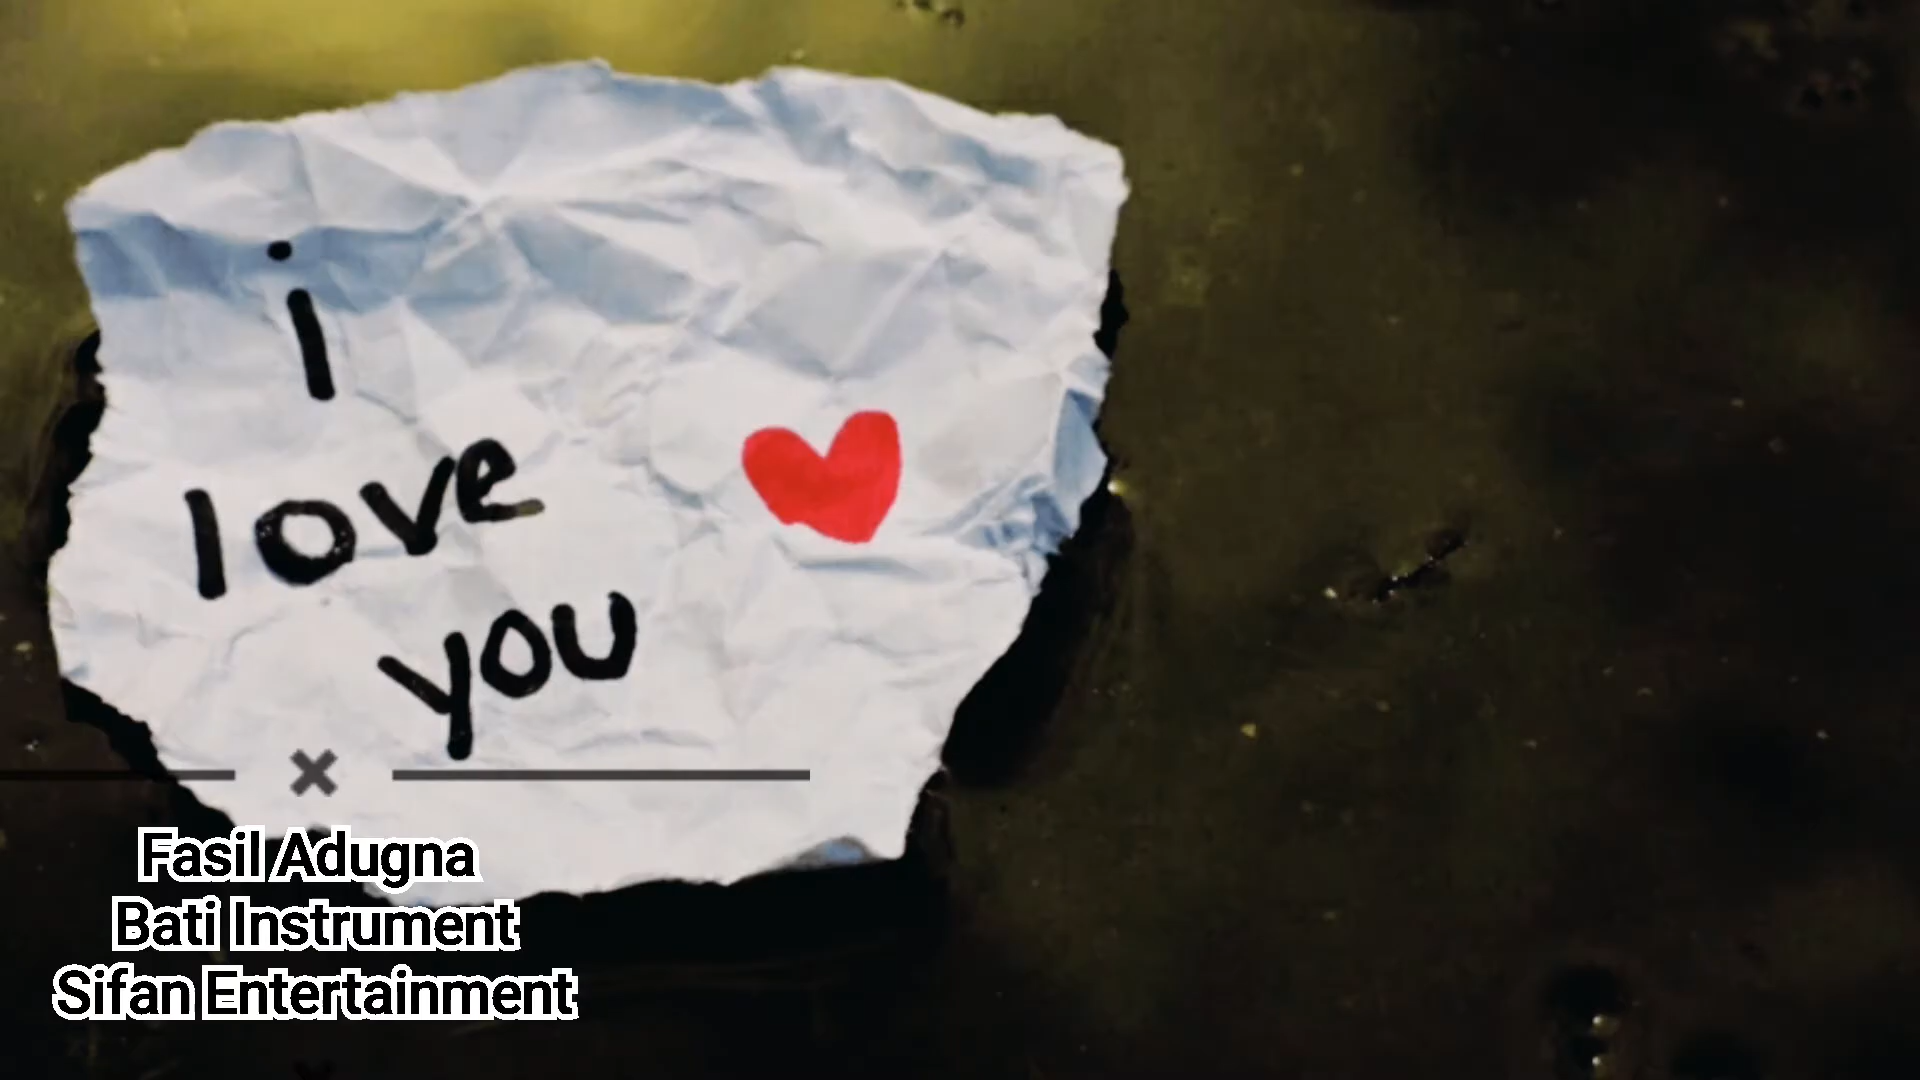 i
love
you
Fasil Adugna
Bati Instrument
Sifan Entertainment